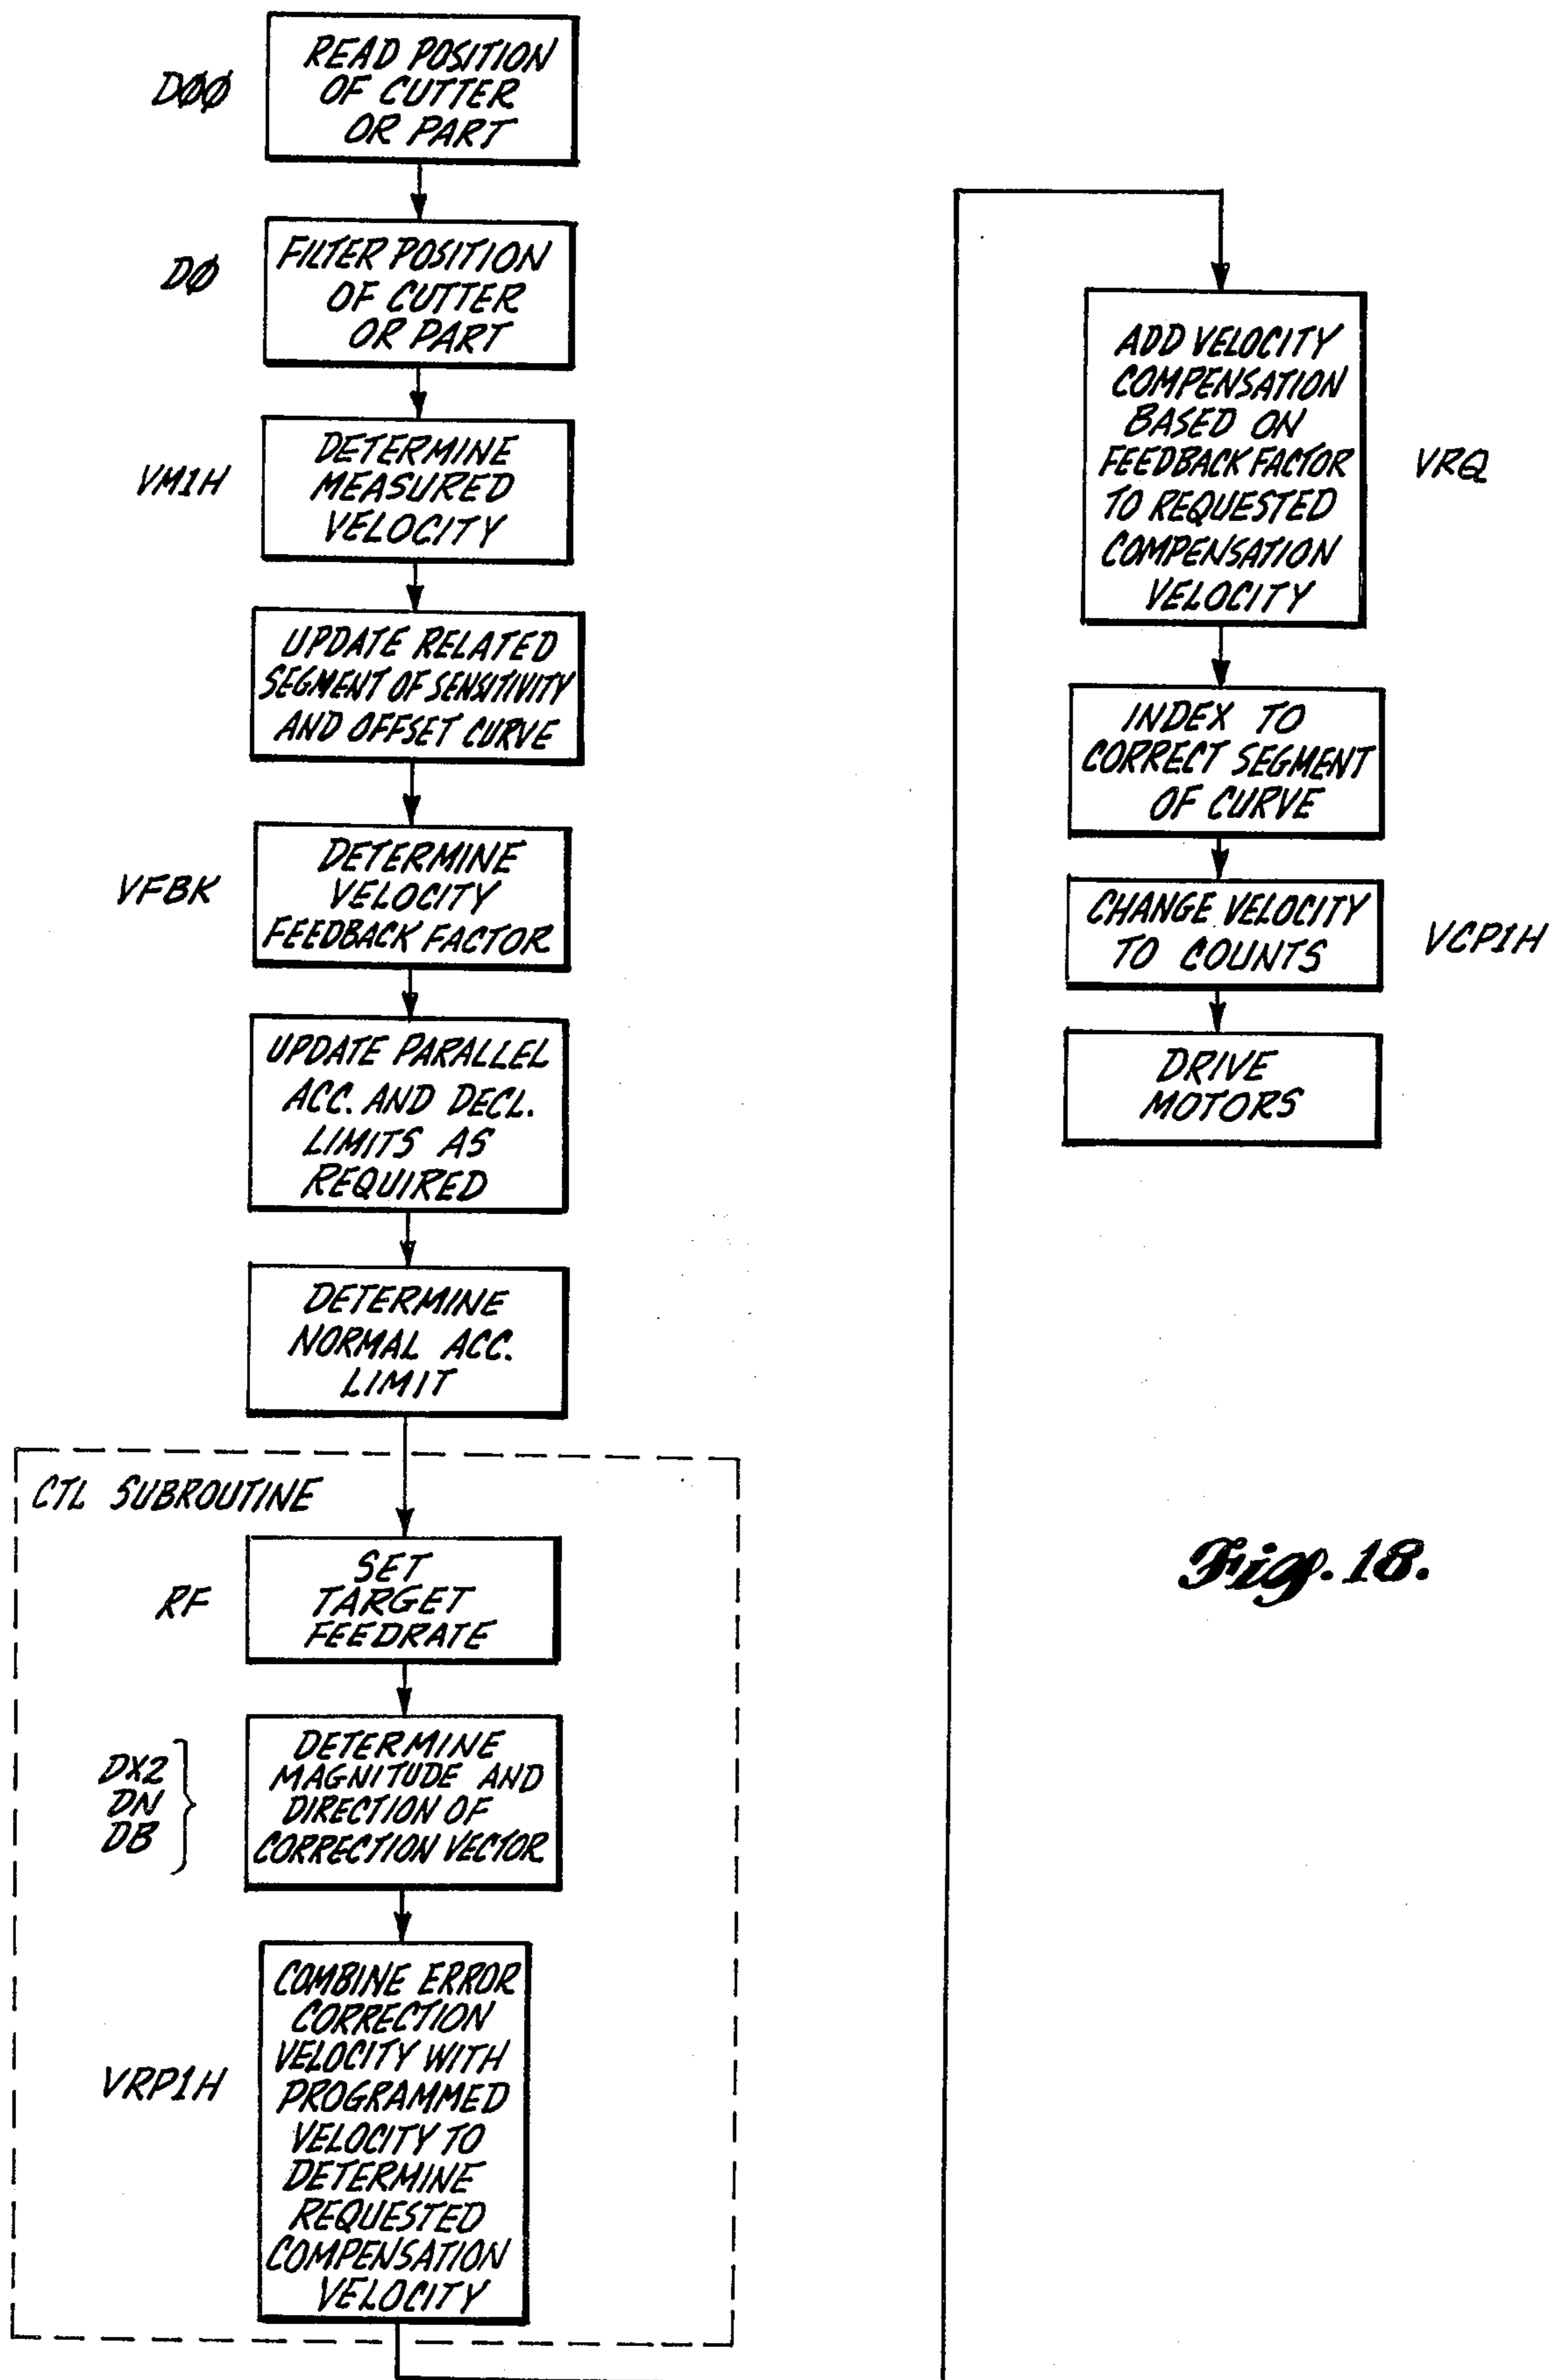 DØØ
READ POSITION
OF CUTTER
OR PART
DØ
FILTER POSITION
OF CUTTER
OR PART
VM1H
DETERMINE
MEASURED
VELOCITY
UPDATE RELATED
SEGMENT OF SENSITIVITY
AND OFFSET CURVE
VFBK
DETERMINE
VELOCITY
FEEDBACK FACTOR
UPDATE PARALLEL
ACC. AND DECL.
LIMITS AS
REQUIRED
DETERMINE
NORMAL ACC.
LIMIT
CTL SUBROUTINE
RF
SET
TARGET
FEEDRATE
DX2
DN
DB
DETERMINE
MAGNITUDE AND
DIRECTION OF
CORRECTION VECTOR
VRP1H
COMBINE ERROR
CORRECTION
VELOCITY WITH
PROGRAMMED
VELOCITY TO
DETERMINE
REQUESTED
COMPENSATION
VELOCITY
ADD VELOCITY
COMPENSATION
BASED ON
FEEDBACK FACTOR
TO REQUESTED
COMPENSATION
VELOCITY
VRQ
INDEX TO
CORRECT SEGMENT
OF CURVE
CHANGE VELOCITY
TO COUNTS
VCP1H
DRIVE
MOTORS
Fig. 18.